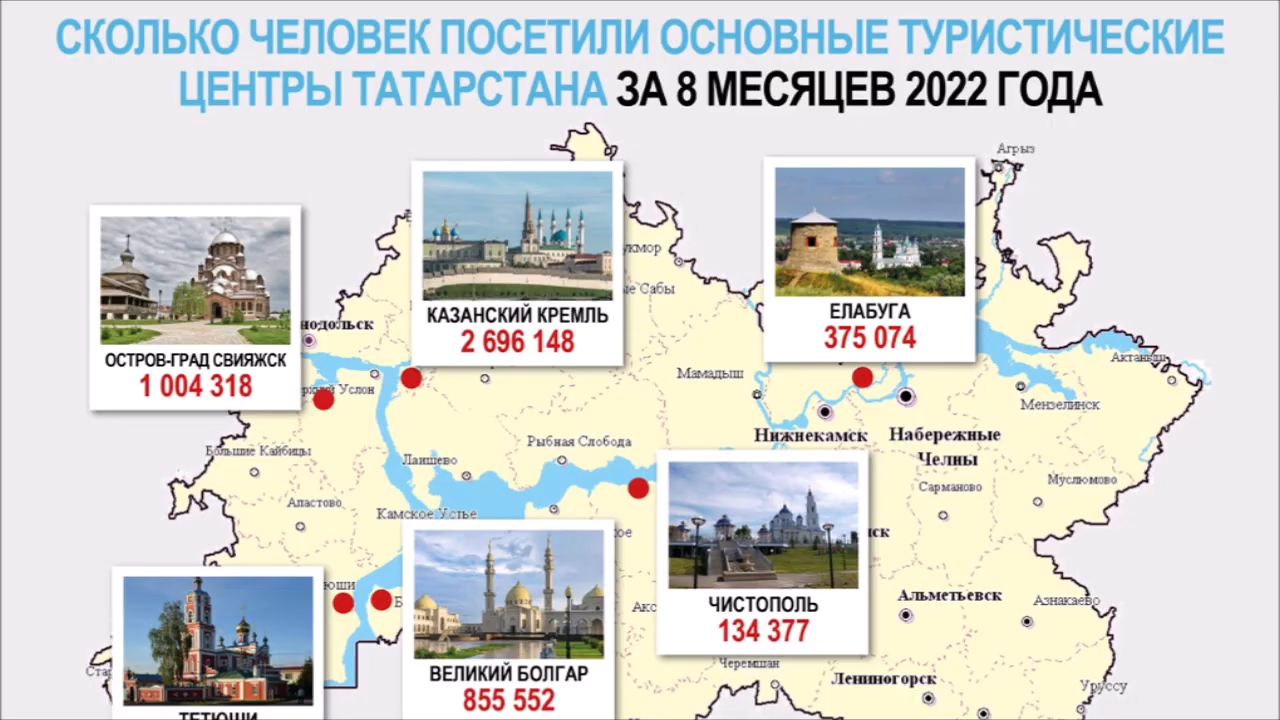 СКОЛЬКО ЧЕЛОВЕК ПОСЕТИЛИ ОСНОВНЫЕ ТУРИСТИЧЕСКИЕ
ЦЕНТРЫ ТАТАРСТАНА ЗА 8 МЕСЯЦЕВ 2022 ГОДА
Агрыз
ОСТРОВ-ГРАД СВИЯЖСК
1 004 318
КАЗАНСКИЙ КРЕМЛЬ
2 696 148
ЕЛАБУГА
375 074
Мамадыш
Актаныш
Мензелинск
Нижнекамск
Набережные
Челны
Большие Кайбицы
Рыбная Слобода
Лаишево
Сарманово
Муслюмово
Апастово
Камское Устье
ЧИСТОПОЛЬ
134 377
Альметьевск
Азнакаево
ВЕЛИКИЙ БОЛГАР
855 552
Черемшан
Лениногорск
Уруссу
ТЕТЮШИ